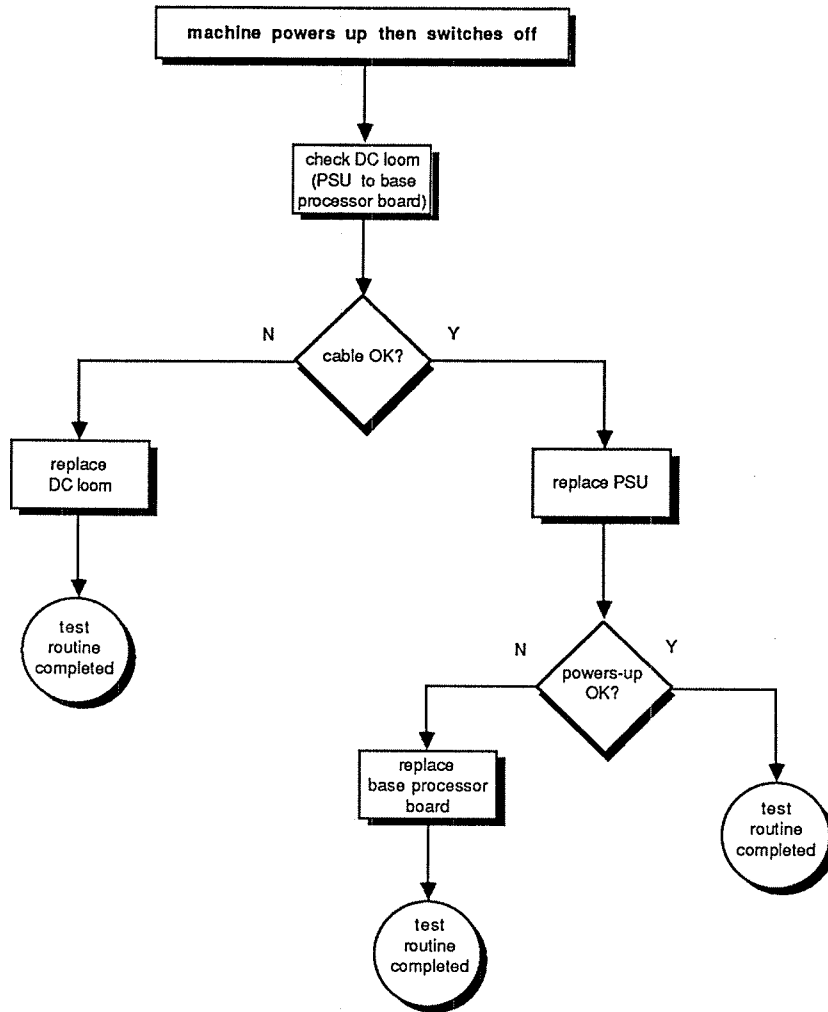 machine powers up then switches off
check DC loom
(PSU to base
processor board)
N
Y
cable OK?
replace
DC loom
replace PSU
test
routine
completed
N
Y
powers-up
OK?
replace
base processor
board
test
routine
completed
test
routine
completed